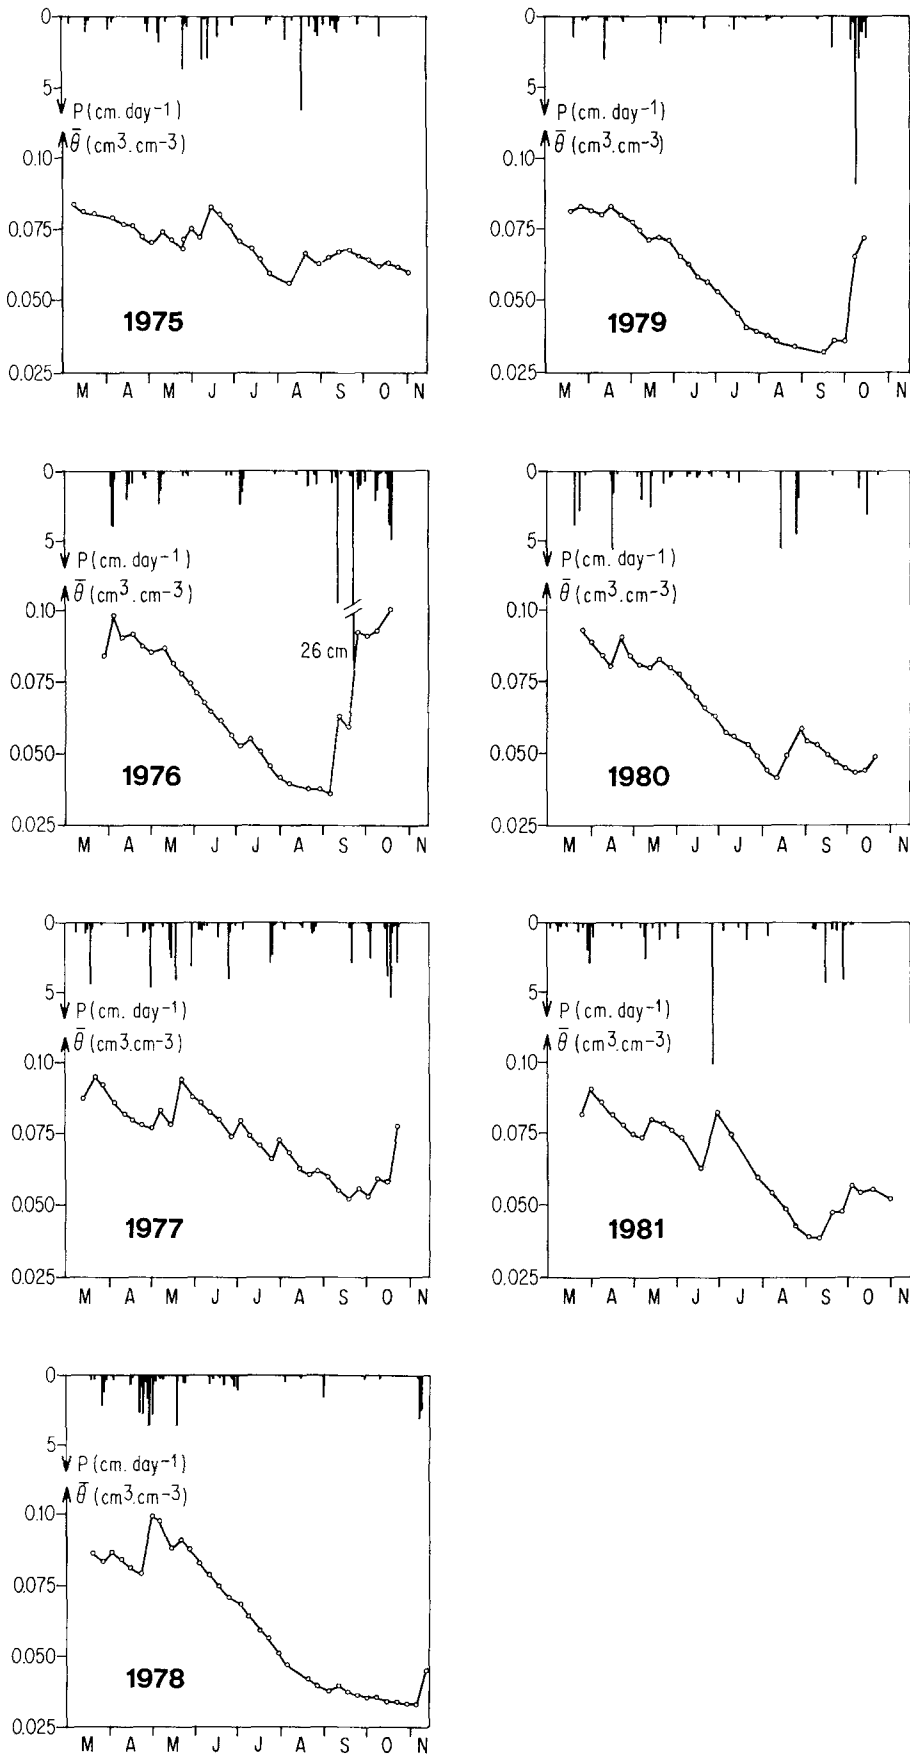 0
5
P (cm. day-1)
θ̅ (cm3. cm-3)
0.10
0.075
0.050
0.025
1975
M A M J J A S O N
0
5
P (cm. day-1)
θ̅ (cm3. cm-3)
0.10
0.075
0.050
0.025
1979
M A M J J A S O N
0
5
P (cm. day-1)
θ̅ (cm3. cm-3)
0.10
26 cm
0.075
0.050
0.025
1976
M A M J J A S O N
0
5
P (cm. day-1)
θ̅ (cm3. cm-3)
0.10
0.075
0.050
0.025
1980
M A M J J A S O N
0
5
P (cm. day-1)
θ̅ (cm3.cm-3)
0.10
0.075
0.050
0.025
1977
M A M J J A S O N
0
5
P (cm. day-1)
θ̅ (cm3. cm-3)
0.10
0.075
0.050
0.025
1981
M A M J J A S O N
0
5
P (cm. day-1)
θ̅ (cm3.cm-3)
0.10
0.075
0.050
0.025
1978
M A M J J A S O N